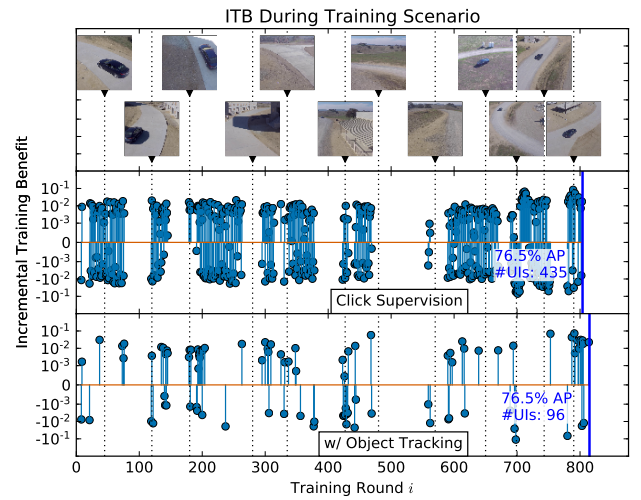 ITB During Training Scenario
Incremental Training Benefit
10⁻¹
10⁻²
10⁻³
0
-10⁻³
-10⁻²
-10⁻¹
76.5% AP
#UIs: 435
Click Supervision
10⁻¹
10⁻²
10⁻³
0
-10⁻³
-10⁻²
-10⁻¹
76.5% AP
#UIs: 96
w/ Object Tracking
0 100 200 300 400 500 600 700 800
Training Round i